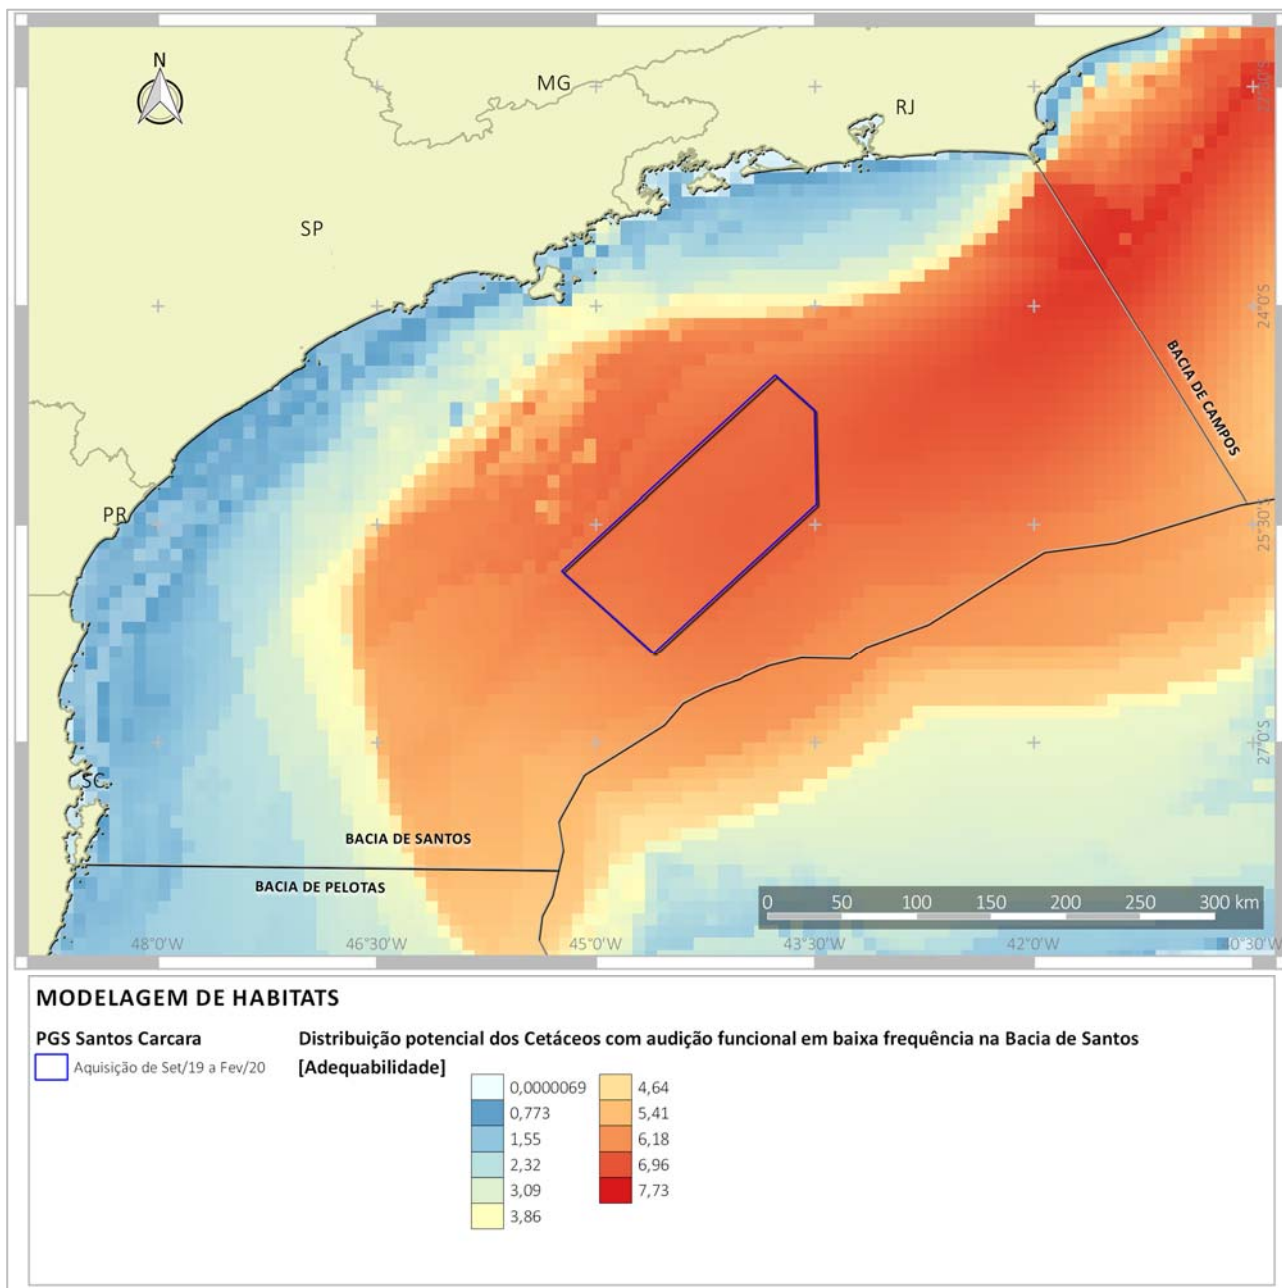 N
MG
RJ
SP
PR
SC
24°0'S
25°30'S
27°0'S
BACIA DE CAMPOS
BACIA DE SANTOS
BACIA DE PELOTAS
0 50 100 150 200 250 300 km
48°0'W 46°30'W 45°0'W 43°30'W 42°0'W 40°30'W
MODELAGEM DE HABITATS
PGS Santos Carcara
Aquisição de Set/19 a Fev/20
Distribuição potencial dos Cetáceos com audição funcional em baixa frequência na Bacia de Santos
[Adequabilidade]
0,0000069
0,773
1,55
2,32
3,09
3,86
4,64
5,41
6,18
6,96
7,73